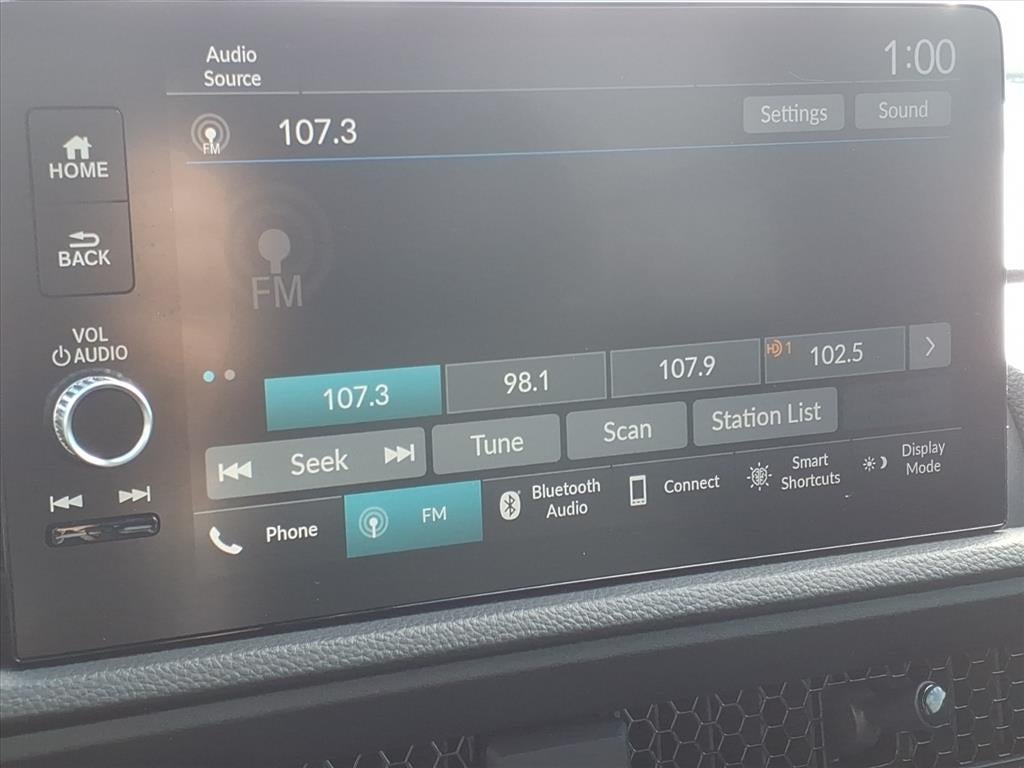 Audio
Source
1:00
FM
107.3
Settings
Sound
HOME
BACK
FM
VOL
AUDIO
107.3
98.1
107.9
HD 1
102.5
Seek
Tune
Scan
Station List
Phone
FM
Bluetooth
Audio
Connect
Smart
Shortcuts
Display
Mode